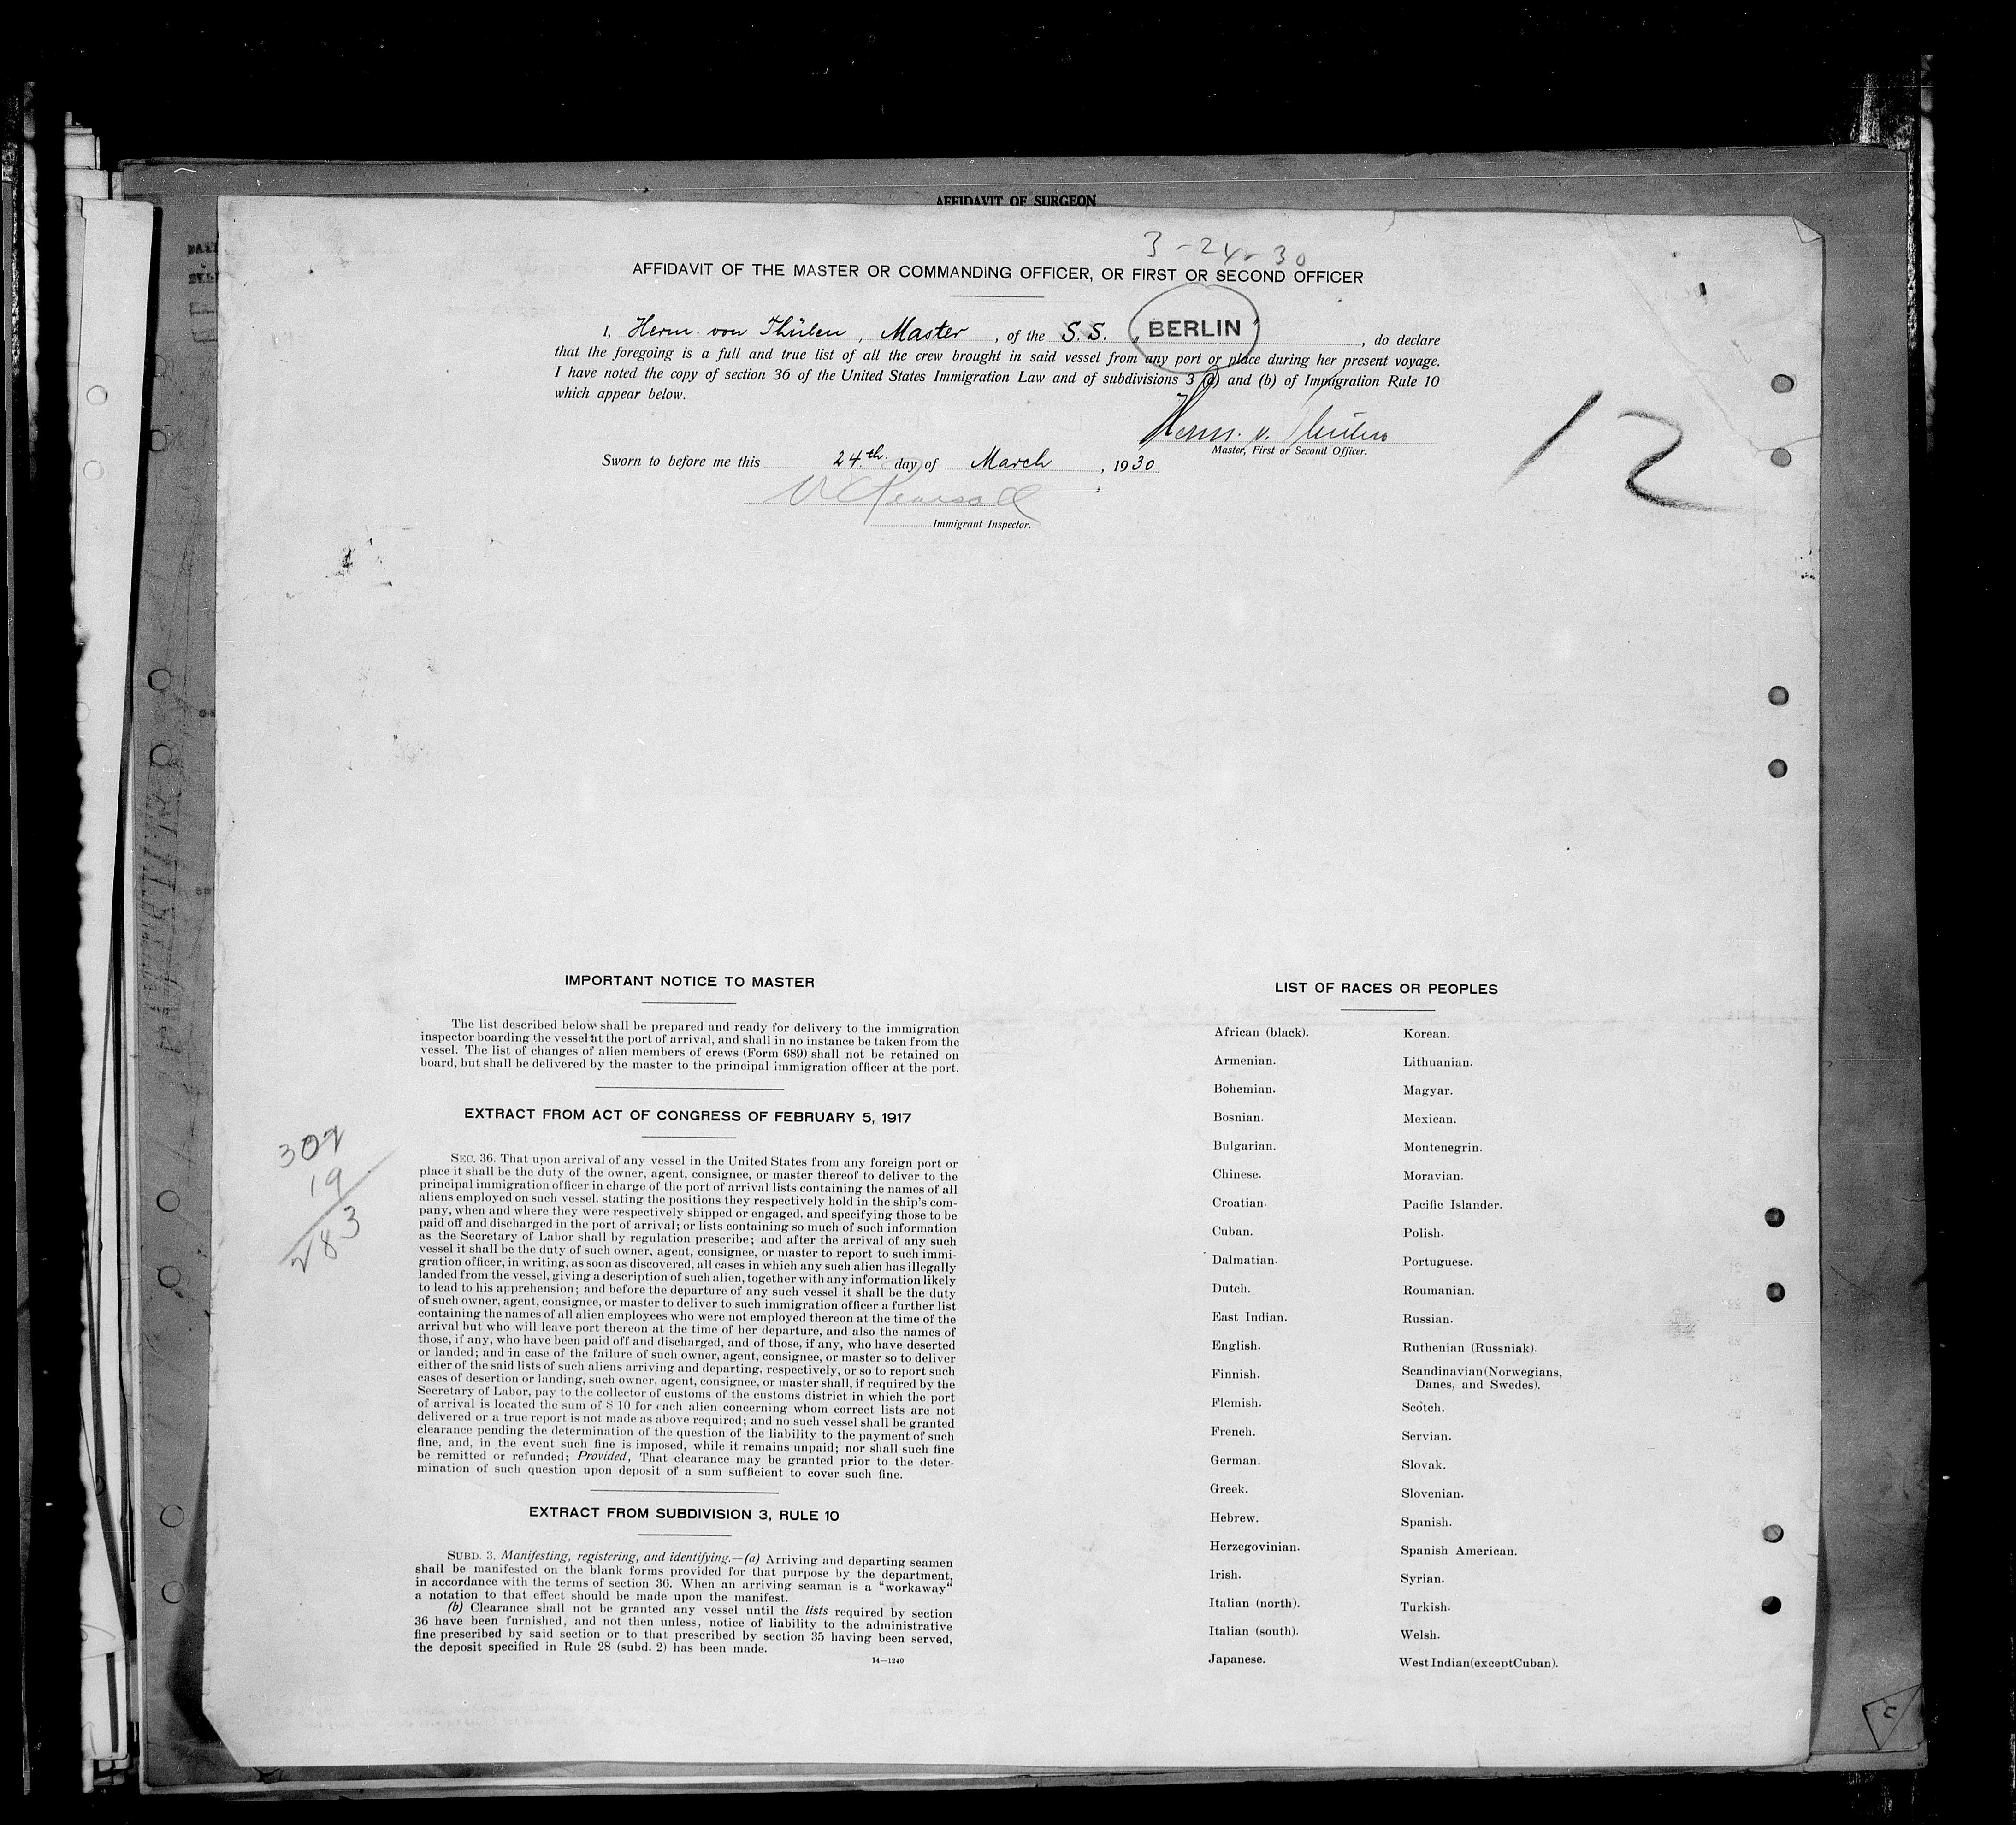 AFFIDAVIT OF SURGEON
3-24-30
AFFIDAVIT OF THE MASTER OR COMMANDING OFFICER, OR FIRST OR SECOND OFFICER
I, Herm. von Thülen, Master, of the S.S. BERLIN, do declare
that the foregoing is a full and true list of all the crew brought in said vessel from any port or place during her present voyage.
I have noted the copy of section 36 of the United States Immigration Law and of subdivisions 3 (a) and (b) of Immigration Rule 10
which appear below.
Herm. v. Thülen
Master, First or Second Officer.
12
Sworn to before me this 24th. day of March, 1930
Immigrant Inspector.
IMPORTANT NOTICE TO MASTER
The list described below shall be prepared and ready for delivery to the immigration
inspector boarding the vessel at the port of arrival, and shall in no instance be taken from the
vessel. The list of changes of alien members of crews (Form 689) shall not be retained on
board, but shall be delivered by the master to the principal immigration officer at the port.
EXTRACT FROM ACT OF CONGRESS OF FEBRUARY 5, 1917
SEC. 36. That upon arrival of any vessel in the United States from any foreign port or
place it shall be the duty of the owner, agent, consignee, or master thereof to deliver to the
principal immigration officer in charge of the port of arrival lists containing the names of all
aliens employed on such vessel, stating the positions they respectively hold in the ship's com-
pany, when and where they were respectively shipped or engaged, and specifying those to be
paid off and discharged in the port of arrival; or lists containing so much of such information
as the Secretary of Labor shall by regulation prescribe; and after the arrival of any such
vessel it shall be the duty of such owner, agent, consignee, or master to report to such immi-
gration officer, in writing, as soon as discovered, all cases in which any such alien has illegally
landed from the vessel, giving a description of such alien, together with any information likely
to lead to his apprehension; and before the departure of any such vessel it shall be the duty
of such owner, agent, consignee, or master to deliver to such immigration officer a further list
containing the names of all alien employees who were not employed thereon at the time of the
arrival but who will leave port thereon at the time of her departure, and also the names of
those, if any, who have been paid off and discharged, and of those, if any, who have deserted
or landed; and in case of the failure of such owner, agent, consignee, or master so to deliver
either of the said lists of such aliens arriving and departing, respectively, or so to report such
cases of desertion or landing, such owner, agent, consignee, or master shall, if required by the
Secretary of Labor, pay to the collector of customs of the customs district in which the port
of arrival is located the sum of $ 10 for each alien concerning whom correct lists are not
delivered or a true report is not made as above required; and no such vessel shall be granted
clearance pending the determination of the question of the liability to the payment of such
fine, and, in the event such fine is imposed, while it remains unpaid; nor shall such fine
be remitted or refunded; Provided, That clearance may be granted prior to the deter-
mination of such question upon deposit of a sum sufficient to cover such fine.
302
19
283
EXTRACT FROM SUBDIVISION 3, RULE 10
SUBD. 3. Manifesting, registering, and identifying.—(a) Arriving and departing seamen
shall be manifested on the blank forms provided for that purpose by the department,
in accordance with the terms of section 36. When an arriving seaman is a "workaway"
a notation to that effect should be made upon the manifest.
(b) Clearance shall not be granted any vessel until the lists required by section
36 have been furnished, and not then unless, notice of liability to the administrative
fine prescribed by said section or to that prescribed by section 35 having been served,
the deposit specified in Rule 28 (subd. 2) has been made.
14—1240
LIST OF RACES OR PEOPLES
African (black).
Armenian.
Bohemian.
Bosnian.
Bulgarian.
Chinese.
Croatian.
Cuban.
Dalmatian.
Dutch.
East Indian.
English.
Finnish.
Flemish.
French.
German.
Greek.
Hebrew.
Herzegovinian.
Irish.
Italian (north).
Italian (south).
Japanese.
Korean.
Lithuanian.
Magyar.
Mexican.
Montenegrin.
Moravian.
Pacific Islander.
Polish.
Portuguese.
Roumanian.
Russian.
Ruthenian (Russniak).
Scandinavian (Norwegians,
Danes, and Swedes).
Scotch.
Servian.
Slovak.
Slovenian.
Spanish.
Spanish American.
Syrian.
Turkish.
Welsh.
West Indian (except Cuban).